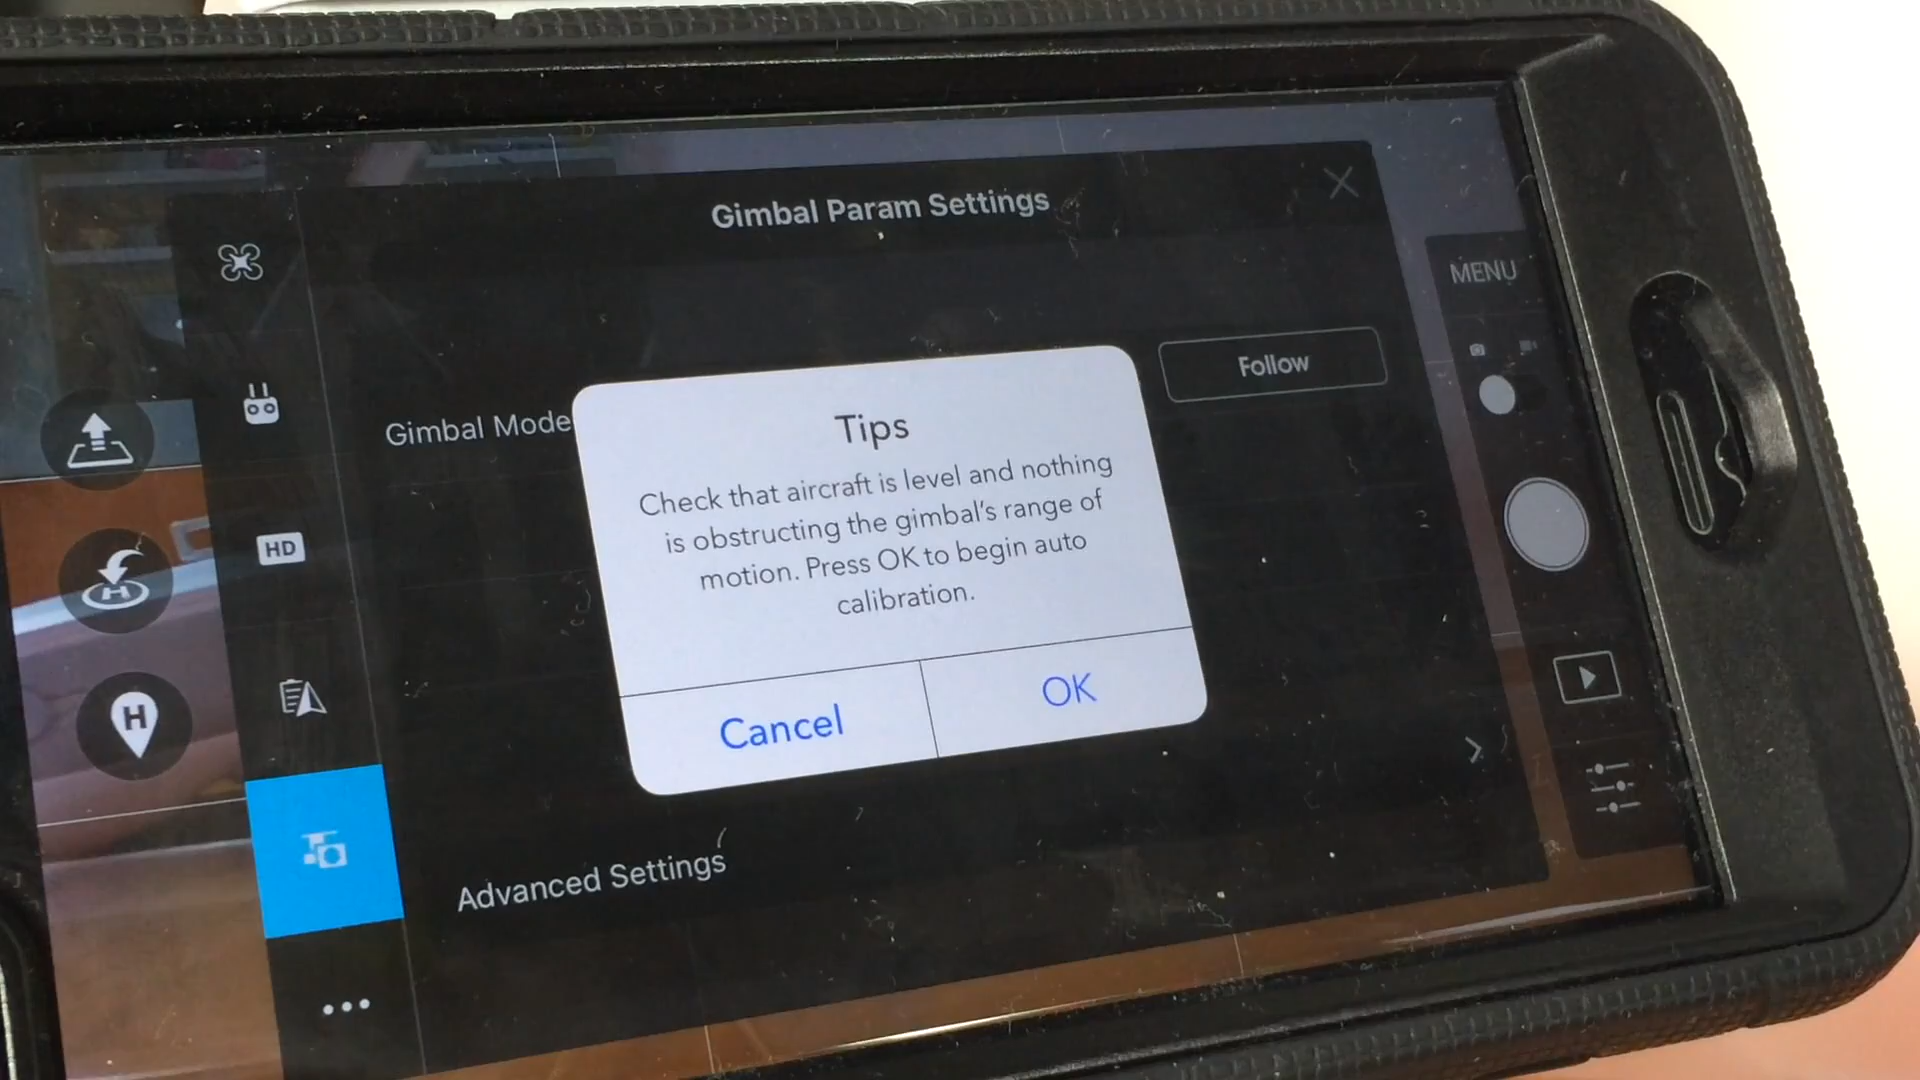 Gimbal Param Settings
MENU
Follow
Gimbal Mode
Tips
Check that aircraft is level and nothing
is obstructing the gimbal's range of
motion. Press OK to begin auto
calibration.
Cancel
OK
HD
H
H
Advanced Settings